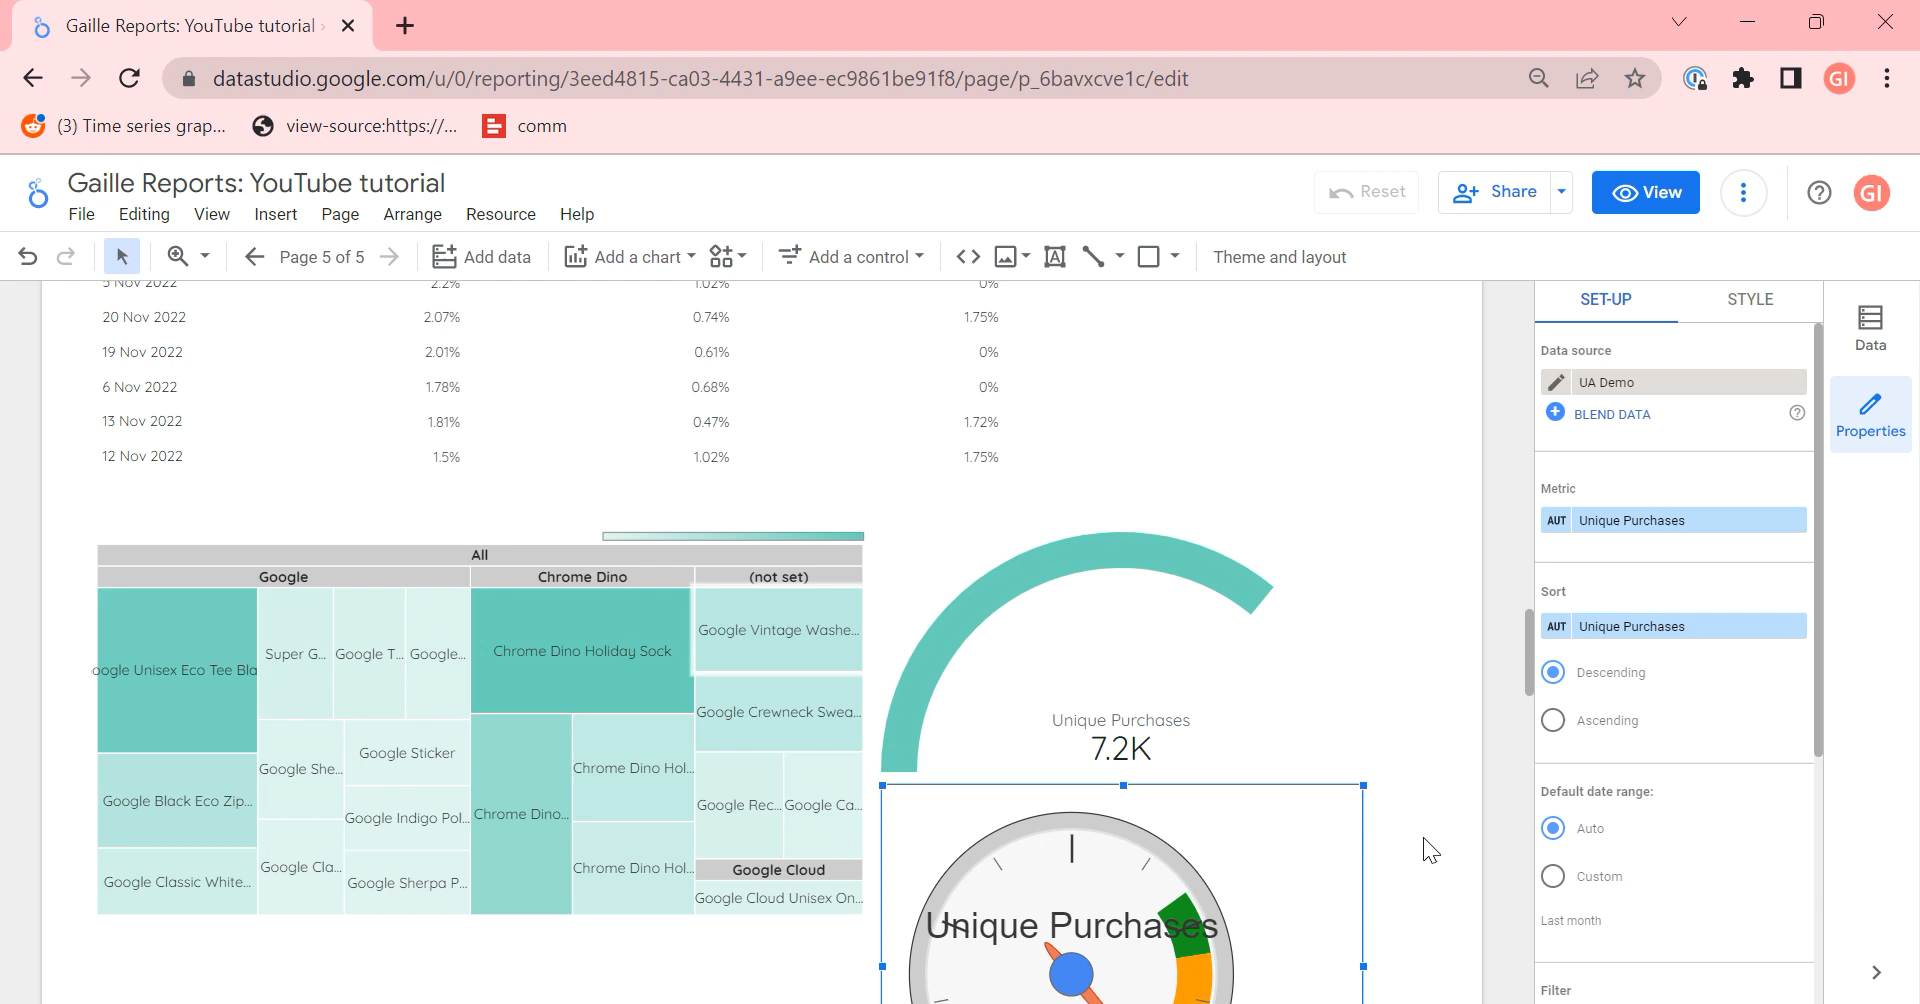 Gaille Reports: YouTube tutorial
datastudio.google.com/u/0/reporting/3eed4815-ca03-4431-a9ee-ec9861be91f8/page/p_6bavxcve1c/edit
GI
(3) Time series grap... view-source:https://... comm
Gaille Reports: YouTube tutorial
Reset Share View GI
File Editing View Insert Page Arrange Resource Help
Page 5 of 5 Add data Add a chart Add a control Theme and layout
5 Nov 2022 2.2% 1.02% 0%
20 Nov 2022 2.07% 0.74% 1.75%
19 Nov 2022 2.01% 0.61% 0%
6 Nov 2022 1.78% 0.68% 0%
13 Nov 2022 1.81% 0.47% 1.72%
12 Nov 2022 1.5% 1.02% 1.75%
All
Google Chrome Dino (not set)
oogle Unisex Eco Tee Bla
Super G... Google T... Google...
Chrome Dino Holiday Sock
Google Vintage Washe...
Google Crewneck Swea...
Google She...
Google Sticker
Chrome Dino Hol...
Google Black Eco Zip...
Google Indigo Pol...
Chrome Dino...
Google Rec... Google Ca...
Google Cla...
Chrome Dino Hol...
Google Cloud
Google Classic White...
Google Sherpa P...
Google Cloud Unisex On...
Unique Purchases
7.2K
Unique Purchases
SET-UP STYLE
Data source
UA Demo
BLEND DATA
Metric
AUT Unique Purchases
Sort
AUT Unique Purchases
Descending
Ascending
Default date range:
Auto
Custom
Last month
Filter
Data
Properties